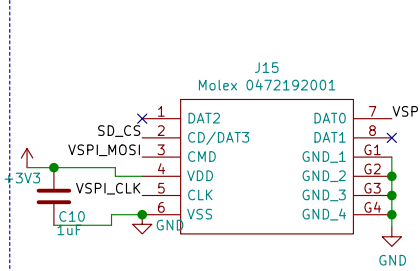 J15
Molex 0472192001
1 DAT2 DAT0 7 VSP
SD_CS 2 CD/DAT3 DAT1 8
VSPI_MOSI 3 CMD GND_1 G1
+3V3 4 VDD GND_2 G2
VSPI_CLK 5 CLK GND_3 G3
6 VSS GND_4 G4
C10 GND
1uF
GND